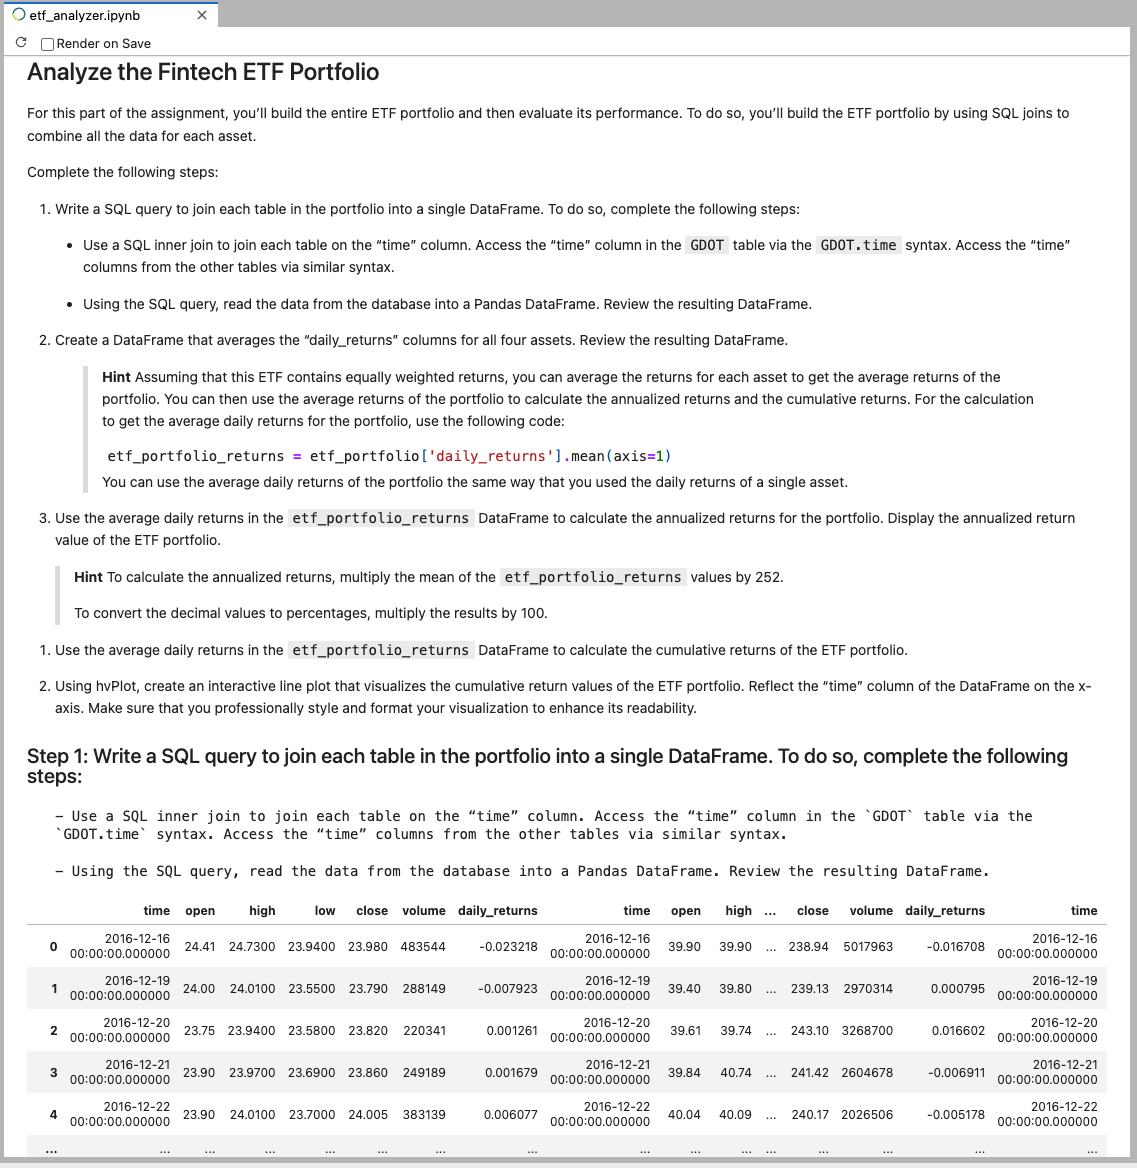 etf_analyzer.ipynb
Render on Save
Analyze the Fintech ETF Portfolio
For this part of the assignment, you’ll build the entire ETF portfolio and then evaluate its performance. To do so, you’ll build the ETF portfolio by using SQL joins to
combine all the data for each asset.
Complete the following steps:
1. Write a SQL query to join each table in the portfolio into a single DataFrame. To do so, complete the following steps:
• Use a SQL inner join to join each table on the “time” column. Access the “time” column in the GDOT table via the GDOT.time syntax. Access the “time”
columns from the other tables via similar syntax.
• Using the SQL query, read the data from the database into a Pandas DataFrame. Review the resulting DataFrame.
2. Create a DataFrame that averages the “daily_returns” columns for all four assets. Review the resulting DataFrame.
Hint Assuming that this ETF contains equally weighted returns, you can average the returns for each asset to get the average returns of the
portfolio. You can then use the average returns of the portfolio to calculate the annualized returns and the cumulative returns. For the calculation
to get the average daily returns for the portfolio, use the following code:
etf_portfolio_returns = etf_portfolio['daily_returns'].mean(axis=1)
You can use the average daily returns of the portfolio the same way that you used the daily returns of a single asset.
3. Use the average daily returns in the etf_portfolio_returns DataFrame to calculate the annualized returns for the portfolio. Display the annualized return
value of the ETF portfolio.
Hint To calculate the annualized returns, multiply the mean of the etf_portfolio_returns values by 252.
To convert the decimal values to percentages, multiply the results by 100.
1. Use the average daily returns in the etf_portfolio_returns DataFrame to calculate the cumulative returns of the ETF portfolio.
2. Using hvPlot, create an interactive line plot that visualizes the cumulative return values of the ETF portfolio. Reflect the “time” column of the DataFrame on the x-
axis. Make sure that you professionally style and format your visualization to enhance its readability.
Step 1: Write a SQL query to join each table in the portfolio into a single DataFrame. To do so, complete the following
steps:
– Use a SQL inner join to join each table on the “time” column. Access the “time” column in the `GDOT` table via the
`GDOT.time` syntax. Access the “time” columns from the other tables via similar syntax.
– Using the SQL query, read the data from the database into a Pandas DataFrame. Review the resulting DataFrame.
time open high low close volume daily_returns time open high ... close volume daily_returns time
0 2016-12-16 00:00:00.000000 24.41 24.7300 23.9400 23.980 483544 -0.023218 2016-12-16 00:00:00.000000 39.90 39.90 ... 238.94 5017963 -0.016708 2016-12-16 00:00:00.000000
1 2016-12-19 00:00:00.000000 24.00 24.0100 23.5500 23.790 288149 -0.007923 2016-12-19 00:00:00.000000 39.40 39.80 ... 239.13 2970314 0.000795 2016-12-19 00:00:00.000000
2 2016-12-20 00:00:00.000000 23.75 23.9400 23.5800 23.820 220341 0.001261 2016-12-20 00:00:00.000000 39.61 39.74 ... 243.10 3268700 0.016602 2016-12-20 00:00:00.000000
3 2016-12-21 00:00:00.000000 23.90 23.9700 23.6900 23.860 249189 0.001679 2016-12-21 00:00:00.000000 39.84 40.74 ... 241.42 2604678 -0.006911 2016-12-21 00:00:00.000000
4 2016-12-22 00:00:00.000000 23.90 24.0100 23.7000 24.005 383139 0.006077 2016-12-22 00:00:00.000000 40.04 40.09 ... 240.17 2026506 -0.005178 2016-12-22 00:00:00.000000
... ... ... ... ... ... ... ... ... ... ... ... ... ... ... ...